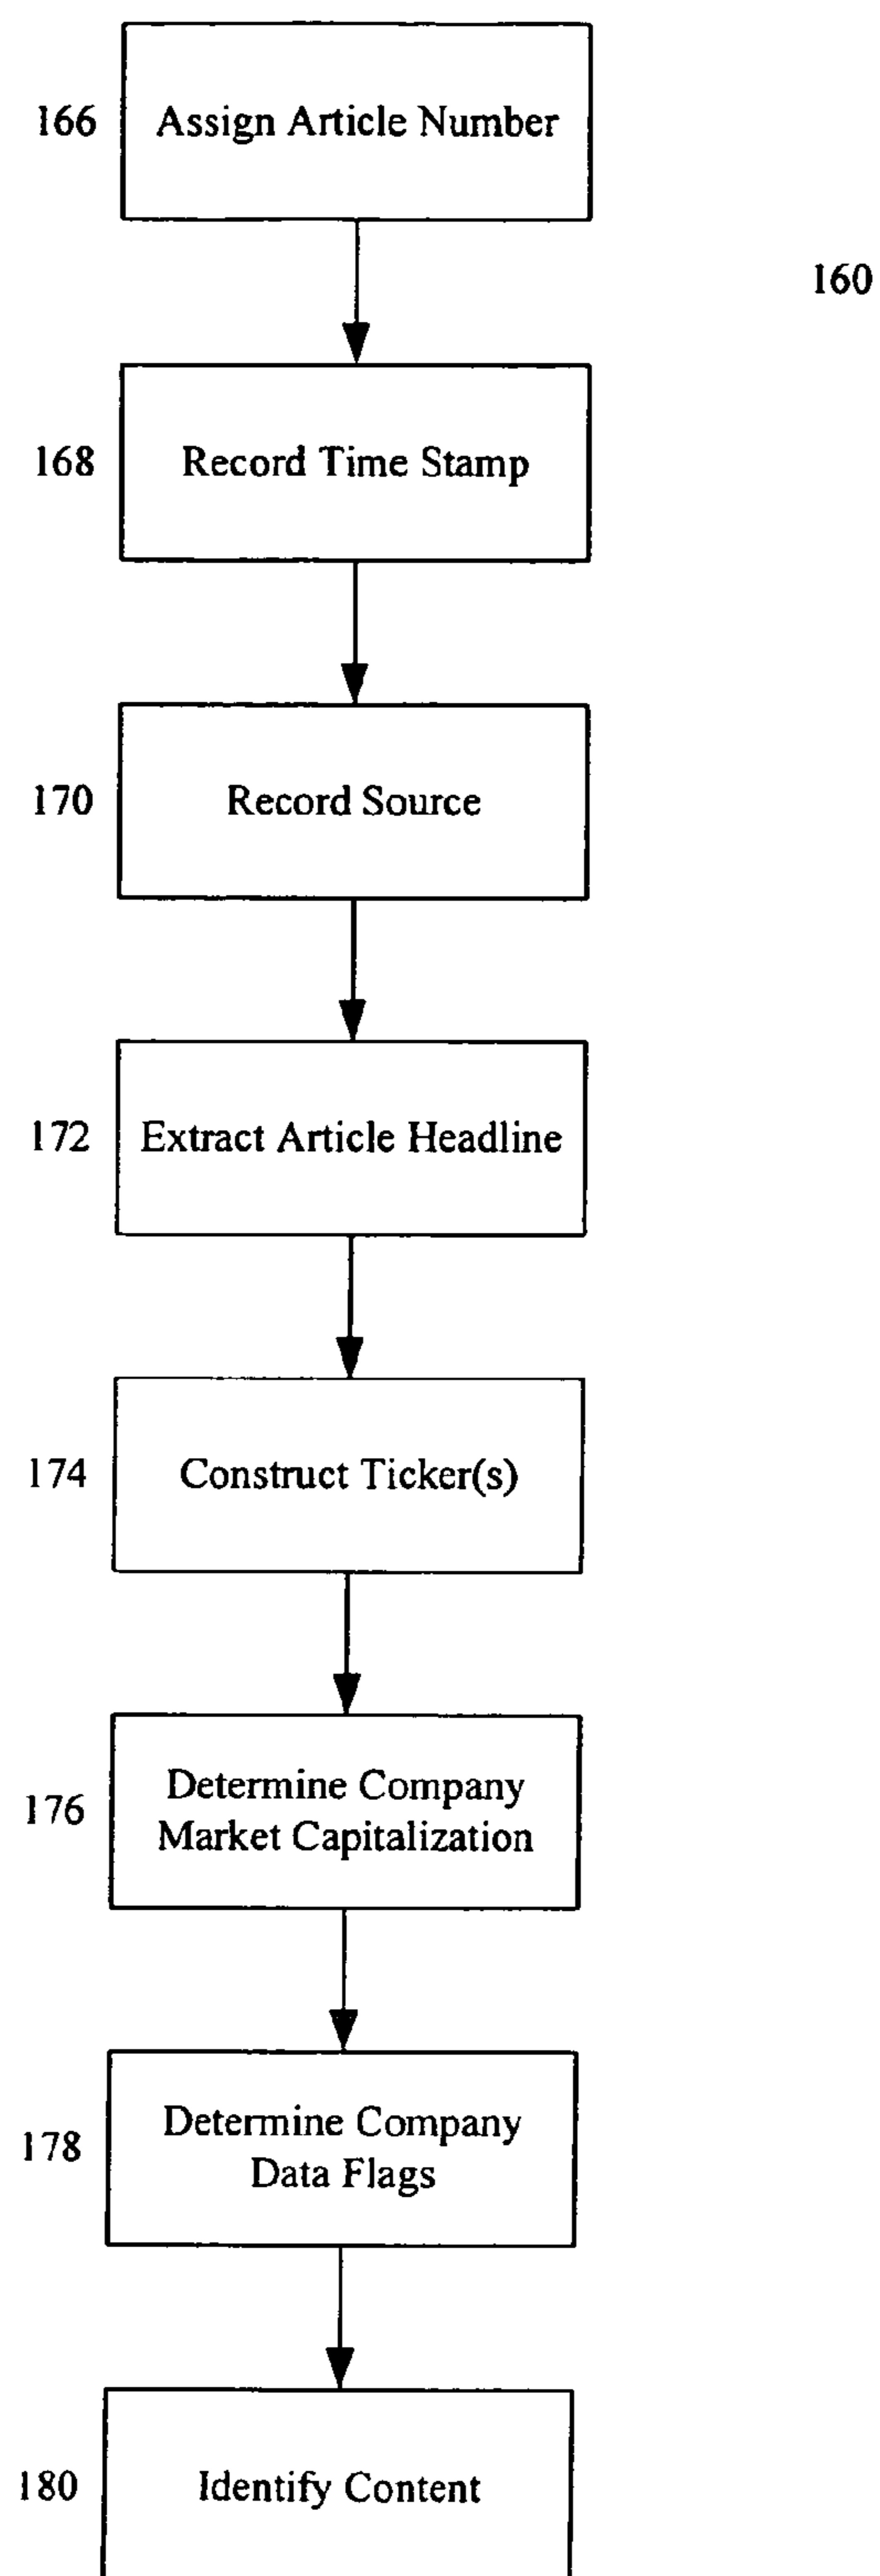 166 Assign Article Number
160
168 Record Time Stamp
170 Record Source
172 Extract Article Headline
174 Construct Ticker(s)
176 Determine Company
Market Capitalization
178 Determine Company
Data Flags
180 Identify Content